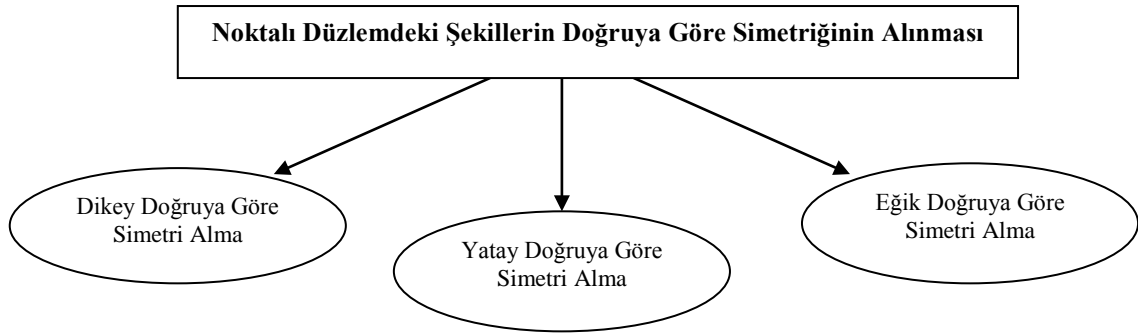 Noktalı Düzlemdeki Şekillerin Doğruya Göre Simetriğinin Alınması
Dikey Doğruya Göre
Simetri Alma
Yatay Doğruya Göre
Simetri Alma
Eğik Doğruya Göre
Simetri Alma